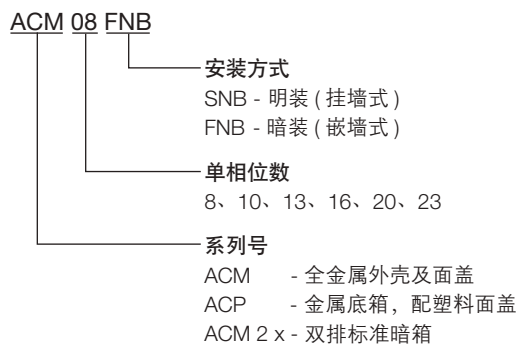 ACM 08 FNB
安装方式
SNB - 明装 ( 挂墙式 )
FNB - 暗装 ( 嵌墙式 )
单相位数
8、10、13、16、20、23
系列号
ACM - 全金属外壳及面盖
ACP - 金属底箱，配塑料面盖
ACM 2 x - 双排标准暗箱